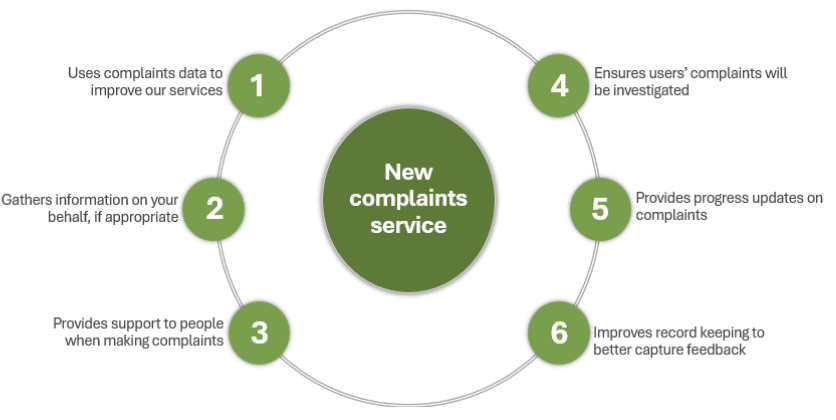 Uses complaints data to
improve our services
1
Gathers information on your
behalf, if appropriate
2
Provides support to people
when making complaints
3
New
complaints
service
4
Ensures users' complaints will
be investigated
5
Provides progress updates on
complaints
6
Improves record keeping to
better capture feedback